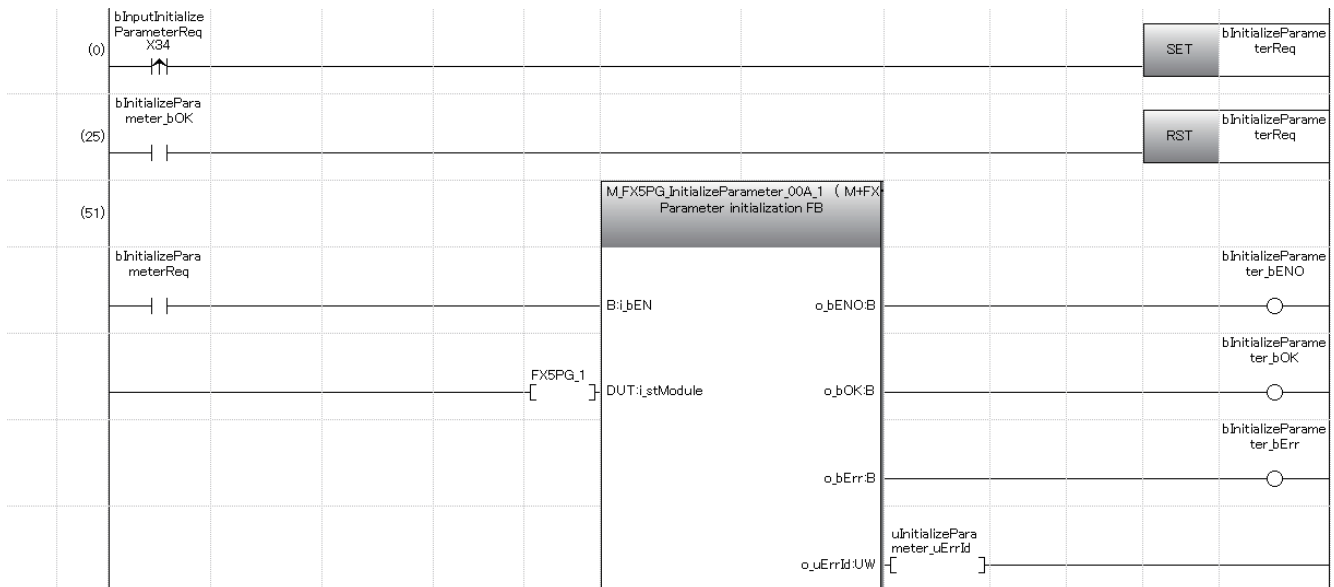 bInputInitialize
ParameterReq
X34
(0)
SET
bInitializeParame
terReq
bInitializePara
meter_bOK
(25)
RST
bInitializeParame
terReq
(51)
M_FX5PG_InitializeParameter_00A_1 ( M+FX
Parameter initialization FB
bInitializePara
meterReq
B:i_bEN
o_bENO:B
bInitializeParame
ter_bENO
FX5PG_1
DUT:i_stModule
o_bOK:B
bInitializeParame
ter_bOK
o_bErr:B
bInitializeParame
ter_bErr
o_uErrId:UW
uInitializePara
meter_uErrId